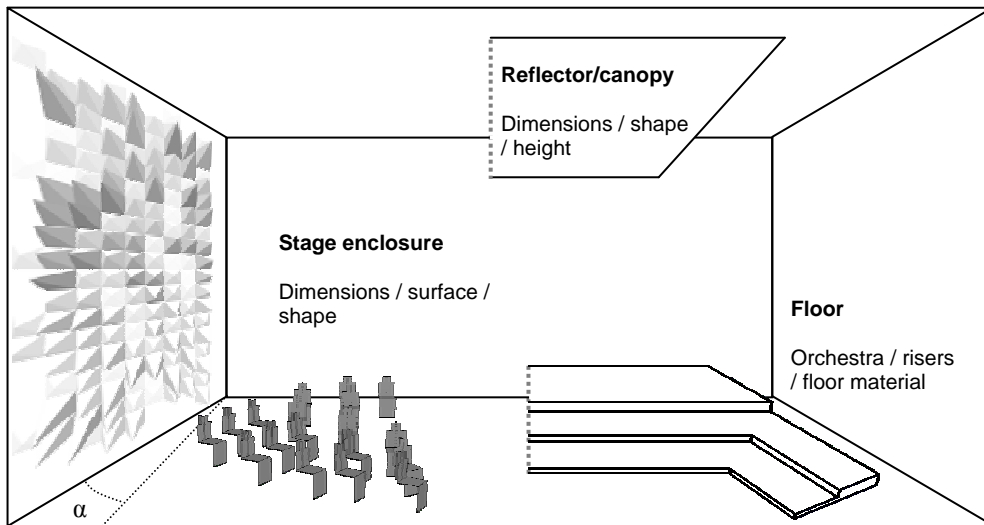 Reflector/canopy
Dimensions / shape
/ height
Stage enclosure
Dimensions / surface /
shape
Floor
Orchestra / risers
/ floor material
α